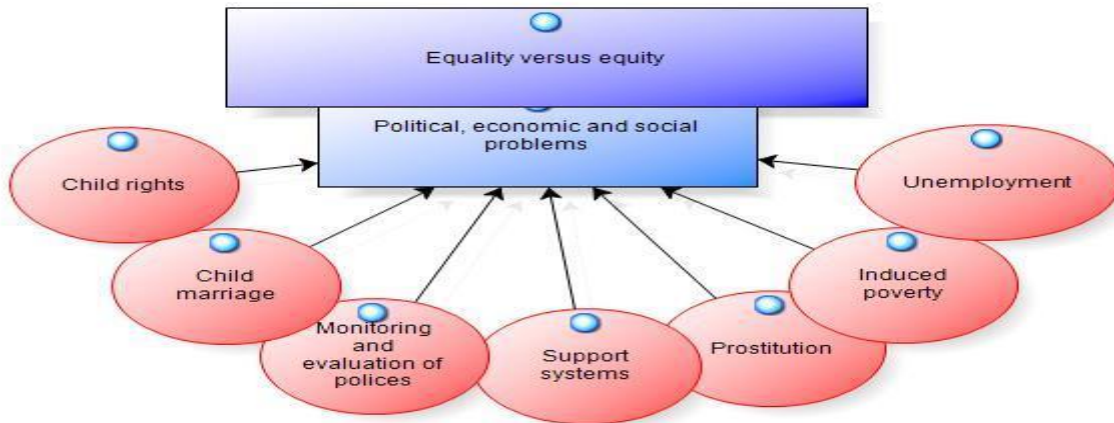 Equality versus equity
Political, economic and social
problems
Child rights
Unemployment
Child
marriage
Induced
poverty
Monitoring
and
evaluation of
polices
Support
systems
Prostitution